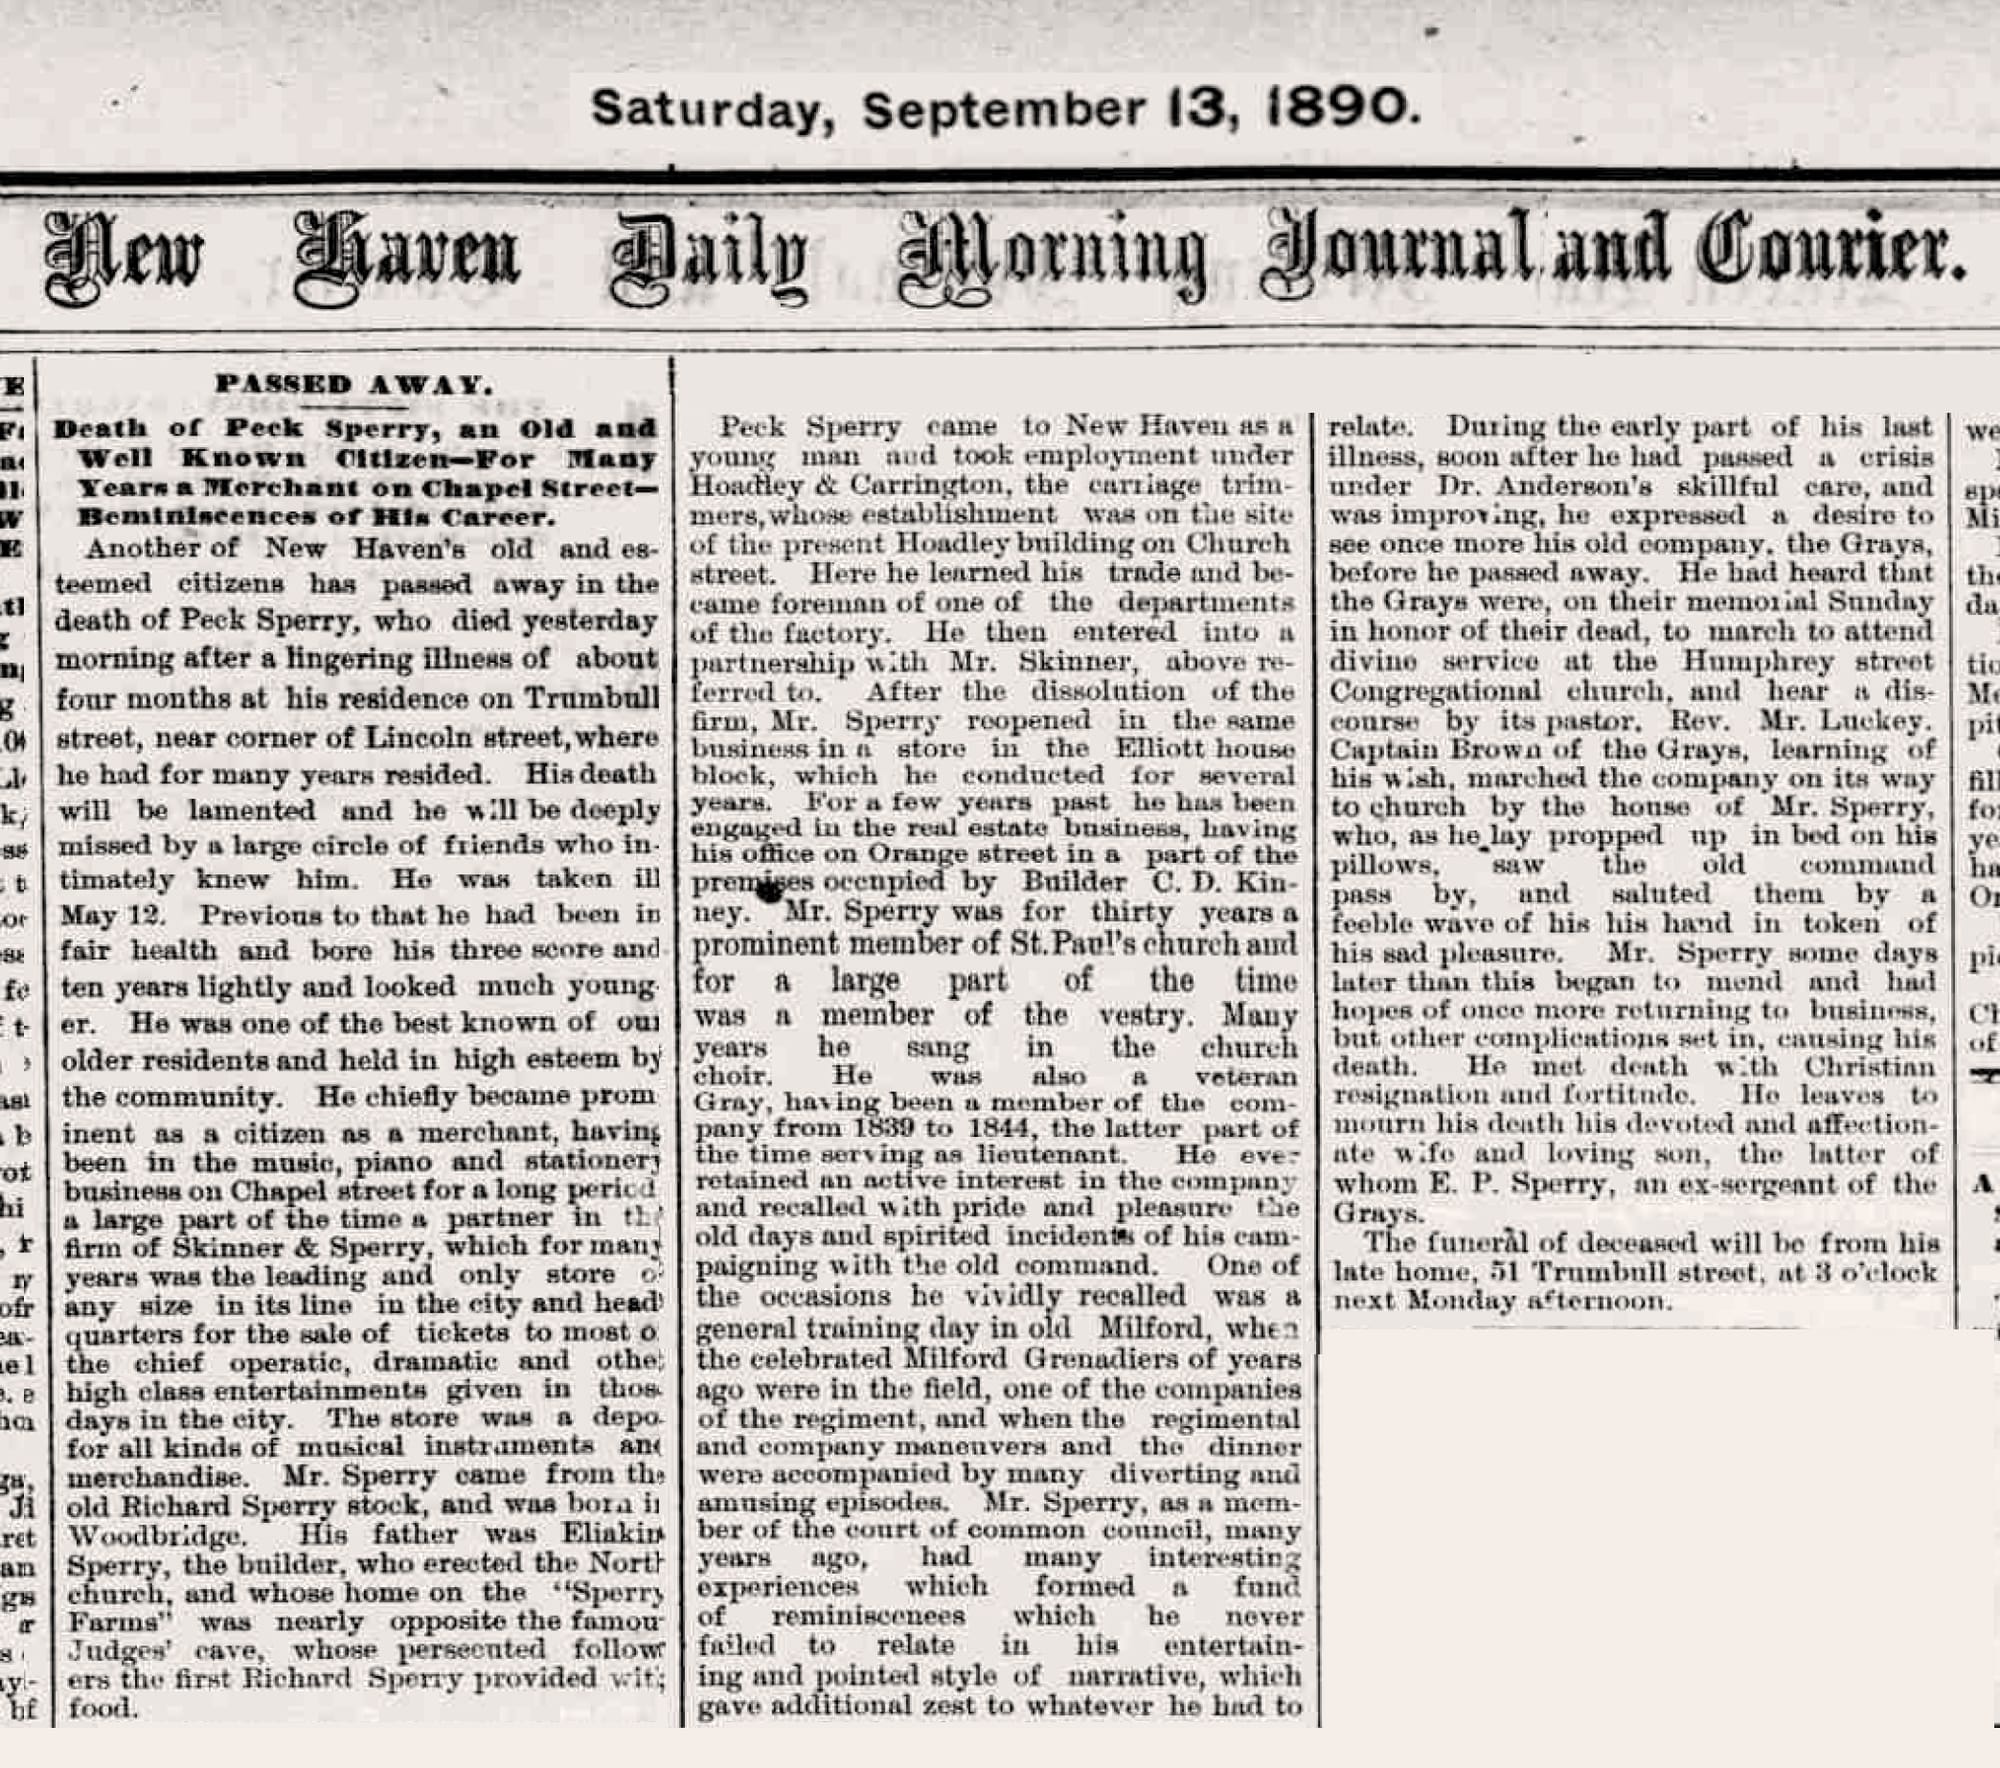 Saturday, September 13, 1890.
New Haven Daily Morning Journal and Courier.
PASSED AWAY.
Death of Peck Sperry, an Old and
Well Known Citizen—For Many
Years a Merchant on Chapel Street—
Reminiscences of His Career.
Another of New Haven's old and es-
teemed citizens has passed away in the
death of Peck Sperry, who died yesterday
morning after a lingering illness of about
four months at his residence on Trumbull
street, near corner of Lincoln street, where
he had for many years resided. His death
will be lamented and he will be deeply
missed by a large circle of friends who in-
timately knew him. He was taken ill
May 12. Previous to that he had been in
fair health and bore his three score and
ten years lightly and looked much young-
er. He was one of the best known of our
older residents and held in high esteem by
the community. He chiefly became prom
inent as a citizen as a merchant, having
been in the music, piano and stationery
business on Chapel street for a long period
a large part of the time a partner in the
firm of Skinner & Sperry, which for many
years was the leading and only store o
any size in its line in the city and head
quarters for the sale of tickets to most o
the chief operatic, dramatic and othe
high class entertainments given in thos
days in the city. The store was a depo
for all kinds of musical instruments and
merchandise. Mr. Sperry came from the
old Richard Sperry stock, and was born in
Woodbridge. His father was Eliakim
Sperry, the builder, who erected the North
church, and whose home on the "Sperry
Farms" was nearly opposite the famou
Judges' cave, whose persecuted follow
ers the first Richard Sperry provided with
food.
Peck Sperry came to New Haven as a
young man and took employment under
Hoadley & Carrington, the carriage trim-
mers, whose establishment was on the site
of the present Hoadley building on Church
street. Here he learned his trade and be-
came foreman of one of the departments
of the factory. He then entered into a
partnership with Mr. Skinner, above re-
ferred to. After the dissolution of the
firm, Mr. Sperry reopened in the same
business in a store in the Elliott house
block, which he conducted for several
years. For a few years past he has been
engaged in the real estate business, having
his office on Orange street in a part of the
premises occupied by Builder C. D. Kin-
ney. Mr. Sperry was for thirty years a
prominent member of St. Paul's church and
for a large part of the time
was a member of the vestry. Many
years he sang in the church
choir. He was also a veteran
Gray, having been a member of the com-
pany from 1839 to 1844, the latter part of
the time serving as lieutenant. He ever
retained an active interest in the company
and recalled with pride and pleasure the
old days and spirited incidents of his cam-
paigning with the old command. One of
the occasions he vividly recalled was a
general training day in old Milford, when
the celebrated Milford Grenadiers of years
ago were in the field, one of the companies
of the regiment, and when the regimental
and company maneuvers and the dinner
were accompanied by many diverting and
amusing episodes. Mr. Sperry, as a mem-
ber of the court of common council, many
years ago, had many interesting
experiences which formed a fund
of reminiscences which he never
failed to relate in his entertain-
ing and pointed style of narrative, which
gave additional zest to whatever he had to
relate. During the early part of his last
illness, soon after he had passed a crisis
under Dr. Anderson's skillful care, and
was improving, he expressed a desire to
see once more his old company, the Grays,
before he passed away. He had heard that
the Grays were, on their memorial Sunday
in honor of their dead, to march to attend
divine service at the Humphrey street
Congregational church, and hear a dis-
course by its pastor, Rev. Mr. Luckey.
Captain Brown of the Grays, learning of
his wish, marched the company on its way
to church by the house of Mr. Sperry,
who, as he lay propped up in bed on his
pillows, saw the old command
pass by, and saluted them by a
feeble wave of his his hand in token of
his sad pleasure. Mr. Sperry some days
later than this began to mend and had
hopes of once more returning to business,
but other complications set in, causing his
death. He met death with Christian
resignation and fortitude. He leaves to
mourn his death his devoted and affection-
ate wife and loving son, the latter of
whom E. P. Sperry, an ex-sergeant of the
Grays.
The funeral of deceased will be from his
late home, 51 Trumbull street, at 3 o'clock
next Monday afternoon.